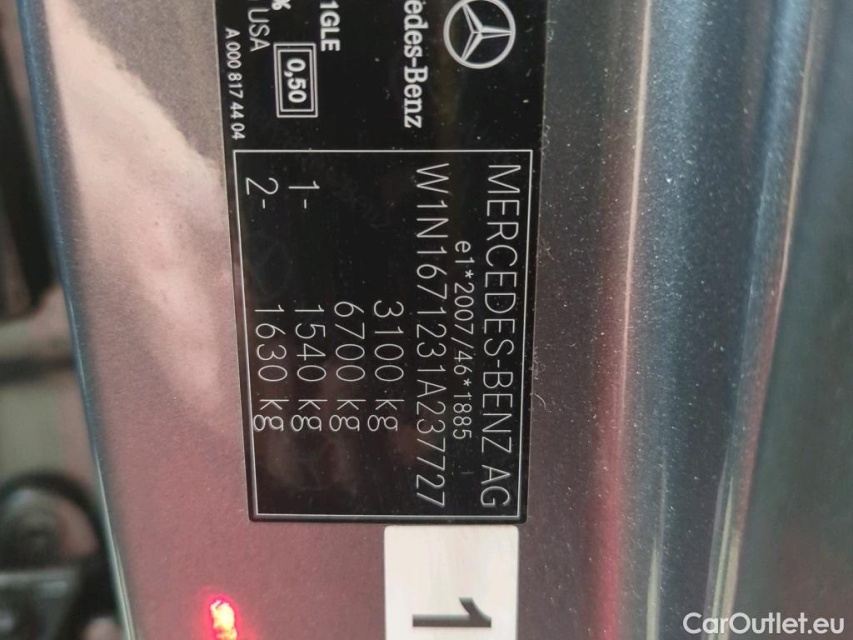 Mercedes-Benz
1GLE
0,50
USA
A 000 817 44 04
MERCEDES-BENZ AG
e1*2007/46*1885
W1N1671231A237727
3100 kg
6700 kg
1- 1540 kg
2- 1630 kg
1
CarOutlet.eu